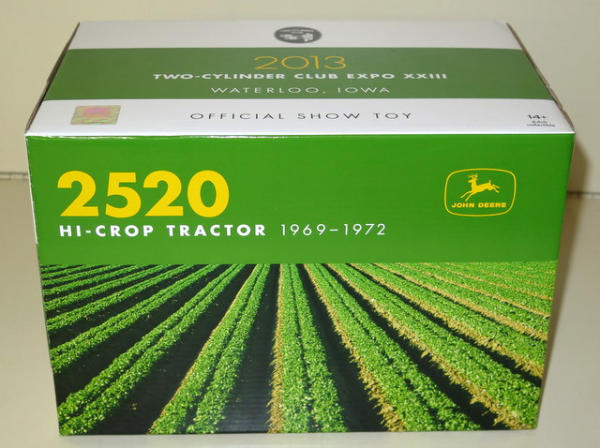 2013
TWO-CYLINDER CLUB EXPO XXIII
WATERLOO, IOWA
OFFICIAL SHOW TOY
14+
2520
HI-CROP TRACTOR 1969-1972
JOHN DEERE